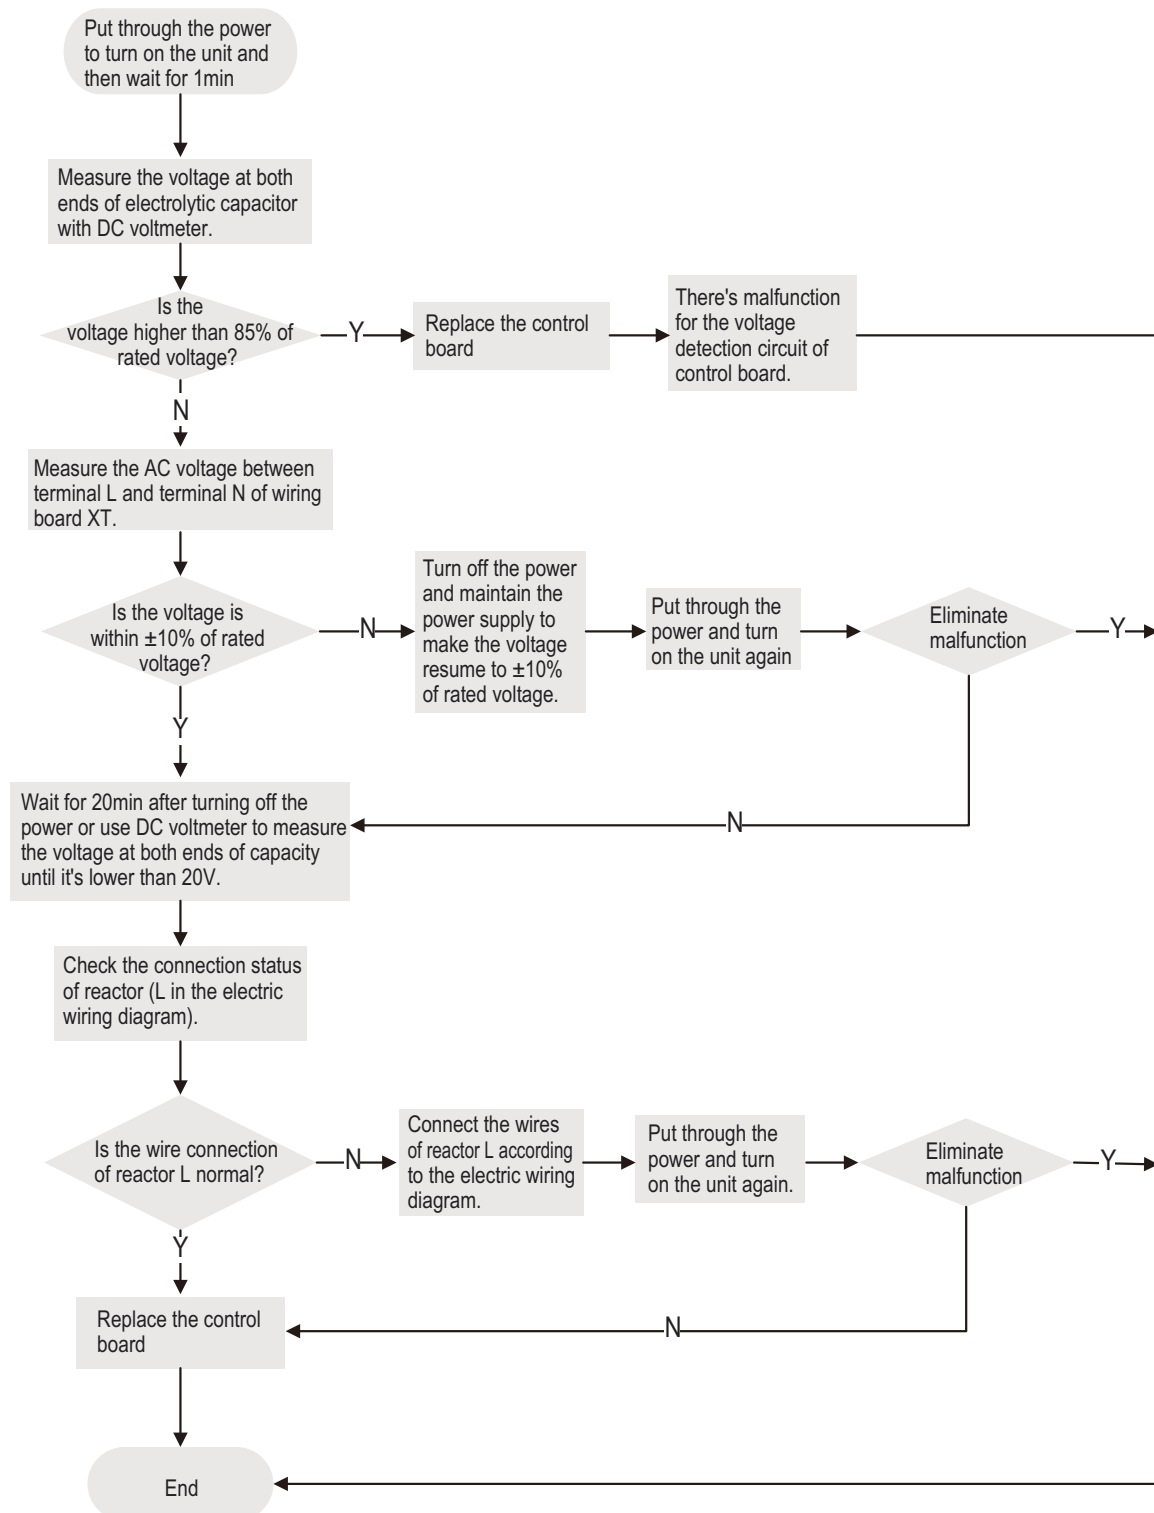 Put through the power
to turn on the unit and
then wait for 1min
Measure the voltage at both
ends of electrolytic capacitor
with DC voltmeter.
Is the
voltage higher than 85% of
rated voltage?
Y
Replace the control
board
There's malfunction
for the voltage
detection circuit of
control board.
N
Measure the AC voltage between
terminal L and terminal N of wiring
board XT.
Is the voltage is
within ±10% of rated
voltage?
N
Turn off the power
and maintain the
power supply to
make the voltage
resume to ±10%
of rated voltage.
Put through the
power and turn
on the unit again
Eliminate
malfunction
Y
Y
N
Wait for 20min after turning off the
power or use DC voltmeter to measure
the voltage at both ends of capacity
until it's lower than 20V.
Check the connection status
of reactor (L in the electric
wiring diagram).
Is the wire connection
of reactor L normal?
N
Connect the wires
of reactor L according
to the electric wiring
diagram.
Put through the
power and turn
on the unit again.
Eliminate
malfunction
Y
Y
N
Replace the control
board
End